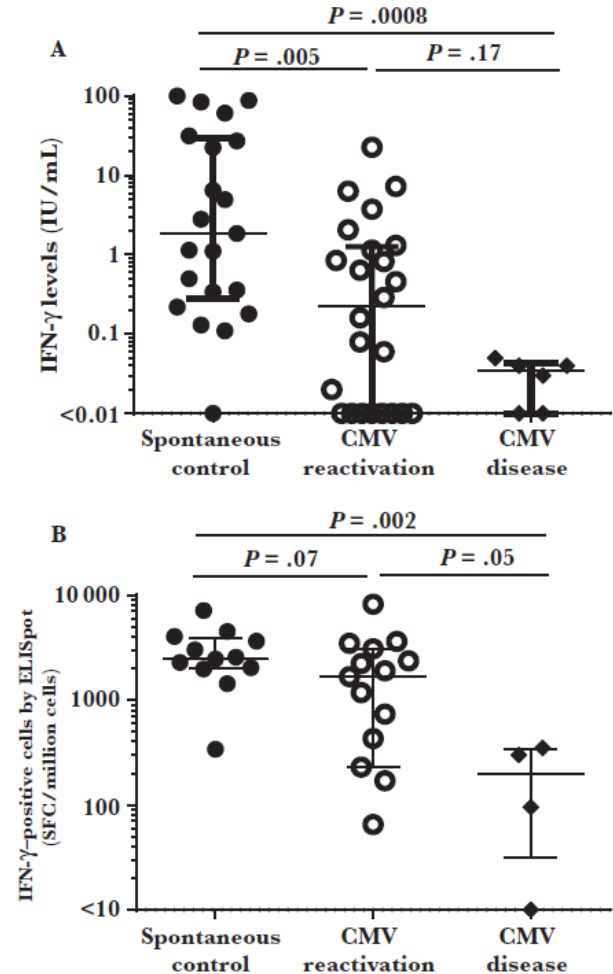 P = .0008
A
P = .005
P = .17
IFN-γ levels (IU/mL)
100
10
1
0.1
<0.01
Spontaneous control
CMV reactivation
CMV disease
B
P = .002
P = .07
P = .05
IFN-γ–positive cells by ELISpot
(SFC/million cells)
10 000
1000
100
<10
Spontaneous control
CMV reactivation
CMV disease